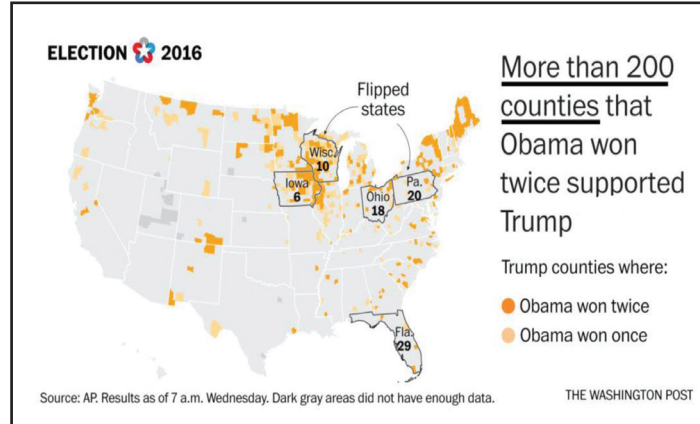 ELECTION 2016
More than 200
counties that
Obama won
twice supported
Trump
Flipped
states
Wisc.
10
Iowa
6
Ohio
18
Pa.
20
Fla.
29
Trump counties where:
Obama won twice
Obama won once
Source: AP. Results as of 7 a.m. Wednesday. Dark gray areas did not have enough data.
THE WASHINGTON POST